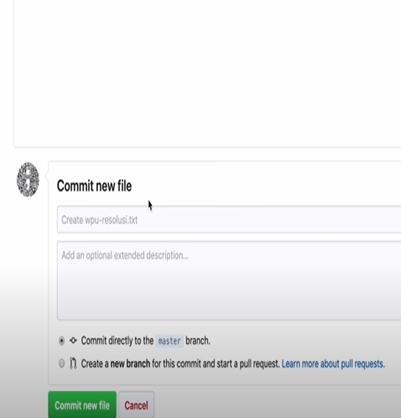 Commit new file
Create wpu-resolusi.txt
Add an optional extended description...
Commit directly to the master branch.
Create a new branch for this commit and start a pull request. Learn more about pull requests.
Commit new file
Cancel